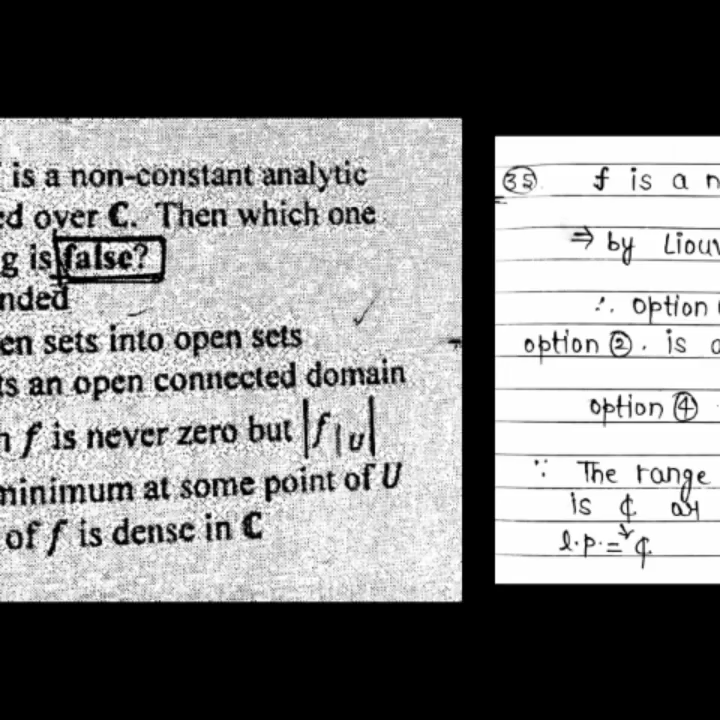 is a non-constant analytic
ed over C. Then which one
g is false?
nded
en sets into open sets
ts an open connected domain
h f is never zero but |f|U|
minimum at some point of U
of f is dense in C
35. f is a n
⇒ by Liouv
∴ option
option ②. is a
option ④
∵ The range
is ₵ or
l.p. = ₵